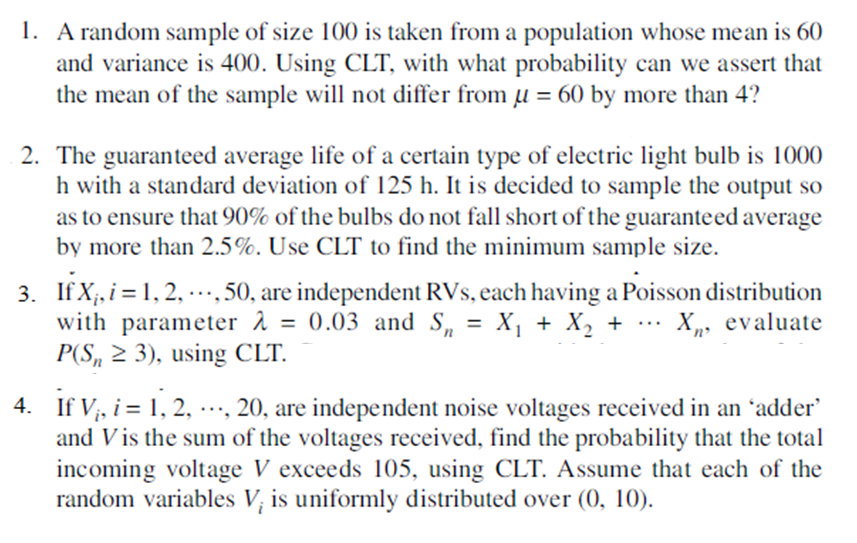 1. A random sample of size 100 is taken from a population whose mean is 60
and variance is 400. Using CLT, with what probability can we assert that
the mean of the sample will not differ from μ = 60 by more than 4?
2. The guaranteed average life of a certain type of electric light bulb is 1000
h with a standard deviation of 125 h. It is decided to sample the output so
as to ensure that 90% of the bulbs do not fall short of the guaranteed average
by more than 2.5%. Use CLT to find the minimum sample size.
3. If Xᵢ, i = 1, 2, ⋯, 50, are independent RVs, each having a Poisson distribution
with parameter λ = 0.03 and Sₙ = X₁ + X₂ + ⋯ Xₙ, evaluate
P(Sₙ ≥ 3), using CLT.
4. If Vᵢ, i = 1, 2, ⋯, 20, are independent noise voltages received in an ‘adder’
and V is the sum of the voltages received, find the probability that the total
incoming voltage V exceeds 105, using CLT. Assume that each of the
random variables Vᵢ is uniformly distributed over (0, 10).